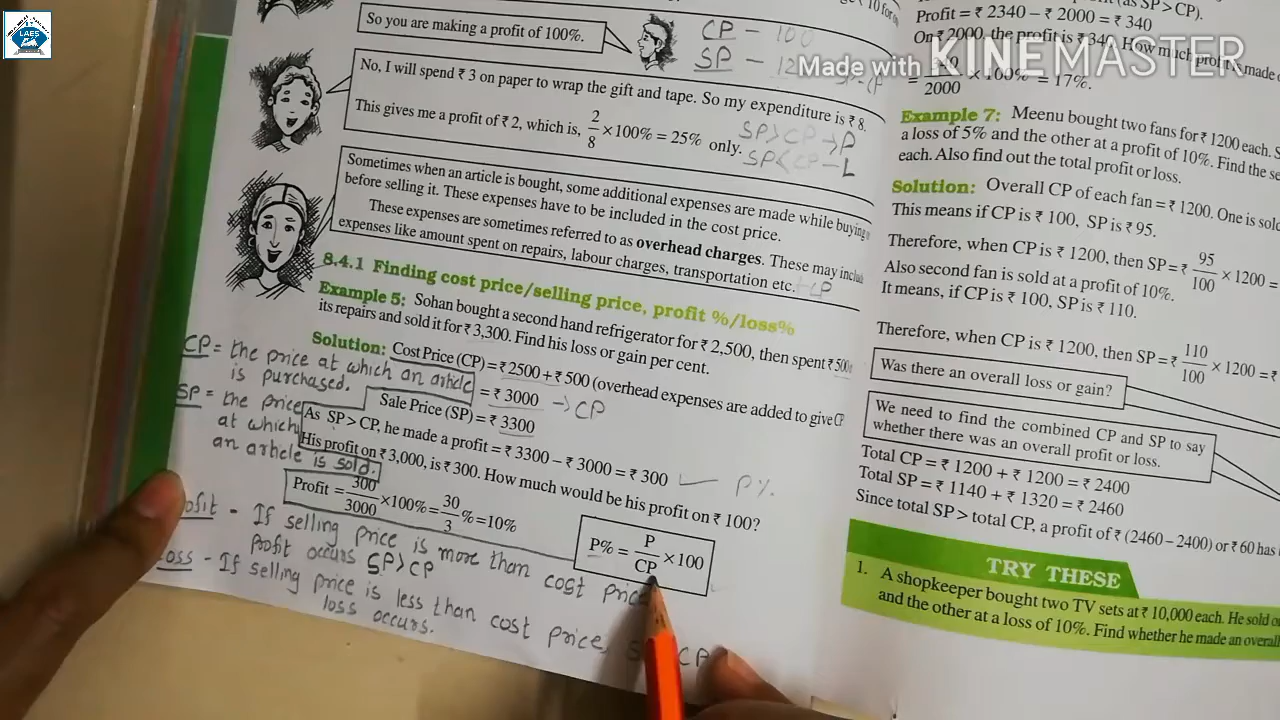 LAES
So you are making a profit of 100%.
CP - 100
SP -
Made with KINEMASTER
No, I will spend ₹ 3 on paper to wrap the gift and tape. So my expenditure is ₹ 8.
This gives me a profit of ₹ 2, which is, 2/8 ×100% = 25% only.
SP>CP → P
SP<CP - L
Sometimes when an article is bought, some additional expenses are made while buying
before selling it. These expenses have to be included in the cost price.
These expenses are sometimes referred to as overhead charges. These may include
expenses like amount spent on repairs, labour charges, transportation etc.
CP
8.4.1 Finding cost price/selling price, profit %/loss%
Example 5: Sohan bought a second hand refrigerator for ₹ 2,500, then spent ₹ 500
its repairs and sold it for ₹ 3,300. Find his loss or gain per cent.
Solution: Cost Price (CP) = ₹ 2500 + ₹ 500 (overhead expenses are added to give CP
= ₹ 3000 → CP
Sale Price (SP) = ₹ 3300
As SP > CP, he made a profit = ₹ 3300 – ₹ 3000 = ₹ 300
P%
His profit on ₹ 3,000, is ₹ 300. How much would be his profit on ₹ 100?
Profit = 300/3000 ×100% = 30/3 % = 10%
P% = P/CP ×100
CP = the price at which an article
is purchased.
SP = the price
at which
an article is sold.
ofit - If selling price is more than cost price
Profit occurs SP>CP
oss - If selling price is less than cost price,
CP
loss occurs.
(as SP > CP).
Profit = ₹ 2340 – ₹ 2000 = ₹ 340
On ₹ 2000, the profit is ₹ 340. How much profit is made
= /2000 ×100% = 17%.
Example 7: Meenu bought two fans for ₹ 1200 each. S
a loss of 5% and the other at a profit of 10%. Find the se
each. Also find out the total profit or loss.
Solution: Overall CP of each fan = ₹ 1200. One is sol
This means if CP is ₹ 100, SP is ₹ 95.
Therefore, when CP is ₹ 1200, then SP = ₹ 95/100 × 1200 =
Also second fan is sold at a profit of 10%.
It means, if CP is ₹ 100, SP is ₹ 110.
Therefore, when CP is ₹ 1200, then SP = ₹ 110/100 × 1200 = ₹
Was there an overall loss or gain?
We need to find the combined CP and SP to say
whether there was an overall profit or loss.
Total CP = ₹ 1200 + ₹ 1200 = ₹ 2400
Total SP = ₹ 1140 + ₹ 1320 = ₹ 2460
Since total SP > total CP, a profit of ₹ (2460 – 2400) or ₹ 60 has
TRY THESE
1. A shopkeeper bought two TV sets at ₹ 10,000 each. He sold o
and the other at a loss of 10%. Find whether he made an overal